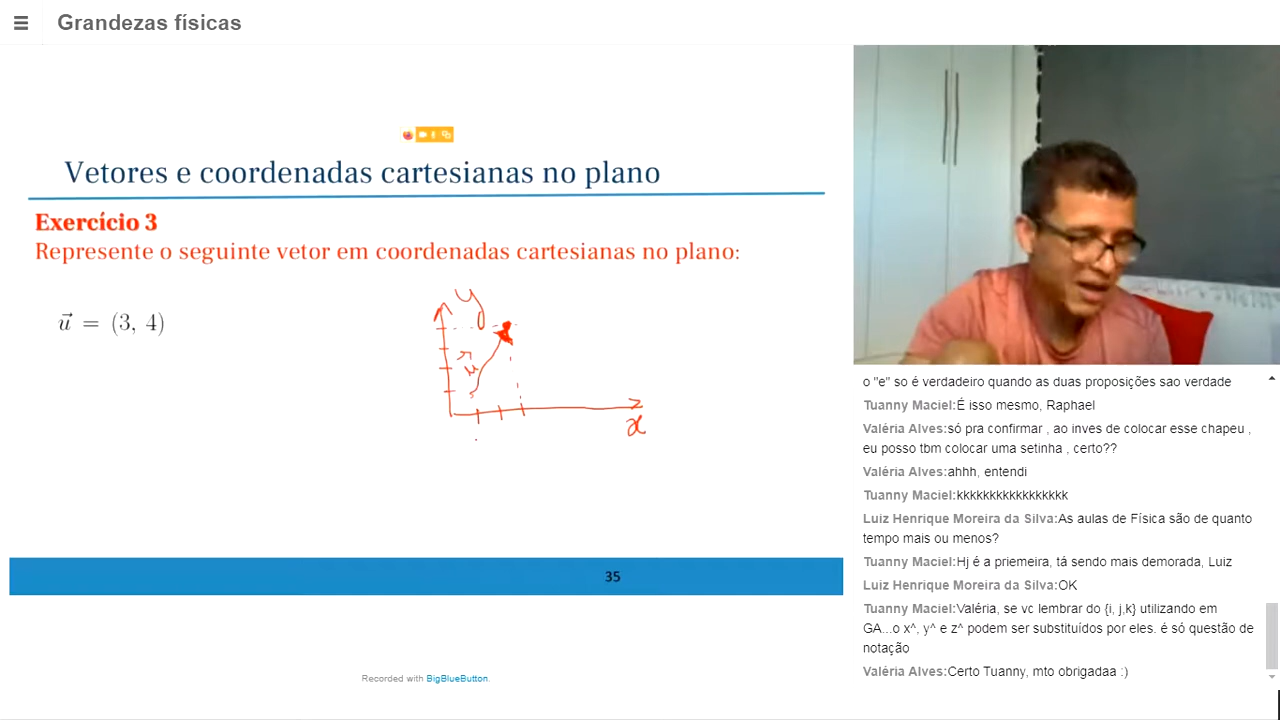 Grandezas físicas
Vetores e coordenadas cartesianas no plano
Exercício 3
Represente o seguinte vetor em coordenadas cartesianas no plano:
u⃗ = (3, 4)
y
u⃗
x
35
Recorded with BigBlueButton.
o "e" so é verdadeiro quando as duas proposições sao verdade
Tuanny Maciel:É isso mesmo, Raphael
Valéria Alves:só pra confirmar , ao inves de colocar esse chapeu ,
eu posso tbm colocar uma setinha , certo??
Valéria Alves:ahhh, entendi
Tuanny Maciel:kkkkkkkkkkkkkkkkk
Luiz Henrique Moreira da Silva:As aulas de Física são de quanto
tempo mais ou menos?
Tuanny Maciel:Hj é a priemeira, tá sendo mais demorada, Luiz
Luiz Henrique Moreira da Silva:OK
Tuanny Maciel:Valéria, se vc lembrar do {i, j,k} utilizando em
GA...o x^, y^ e z^ podem ser substituídos por eles. é só questão de
notação
Valéria Alves:Certo Tuanny, mto obrigadaa :)